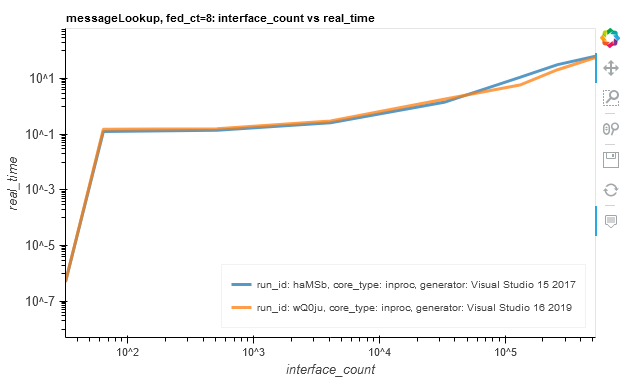 messageLookup, fed_ct=8: interface_count vs real_time
10^1
10^-1
10^-3
10^-5
10^-7
real_time
run_id: haMSb, core_type: inproc, generator: Visual Studio 15 2017
run_id: wQ0ju, core_type: inproc, generator: Visual Studio 16 2019
10^2
10^3
10^4
10^5
interface_count